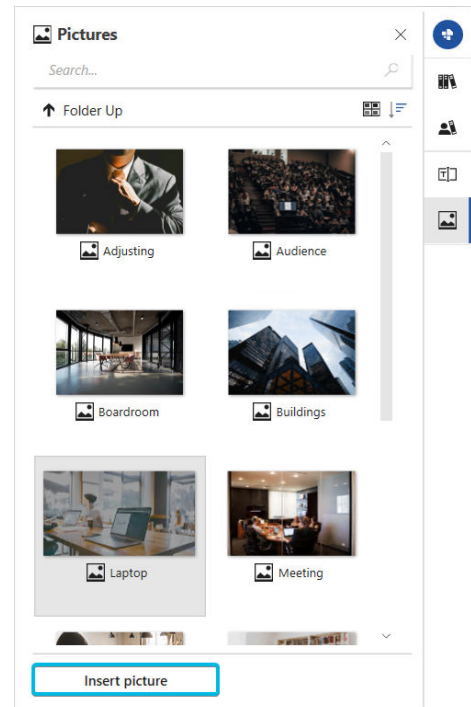 Pictures
Search...
Folder Up
Adjusting
Audience
Boardroom
Buildings
Laptop
Meeting
Insert picture